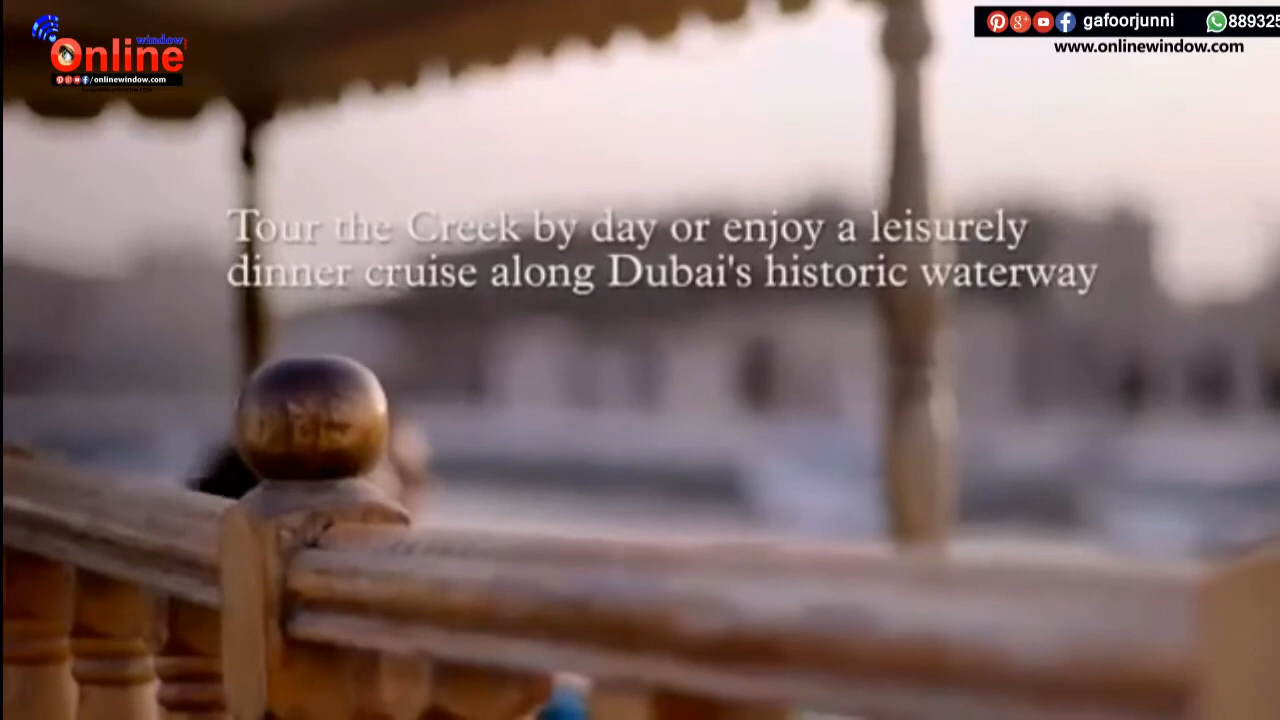 window
Online
/onlinewindow.com
gafoorjunni
889325
www.onlinewindow.com
Tour the Creek by day or enjoy a leisurely
dinner cruise along Dubai's historic waterway